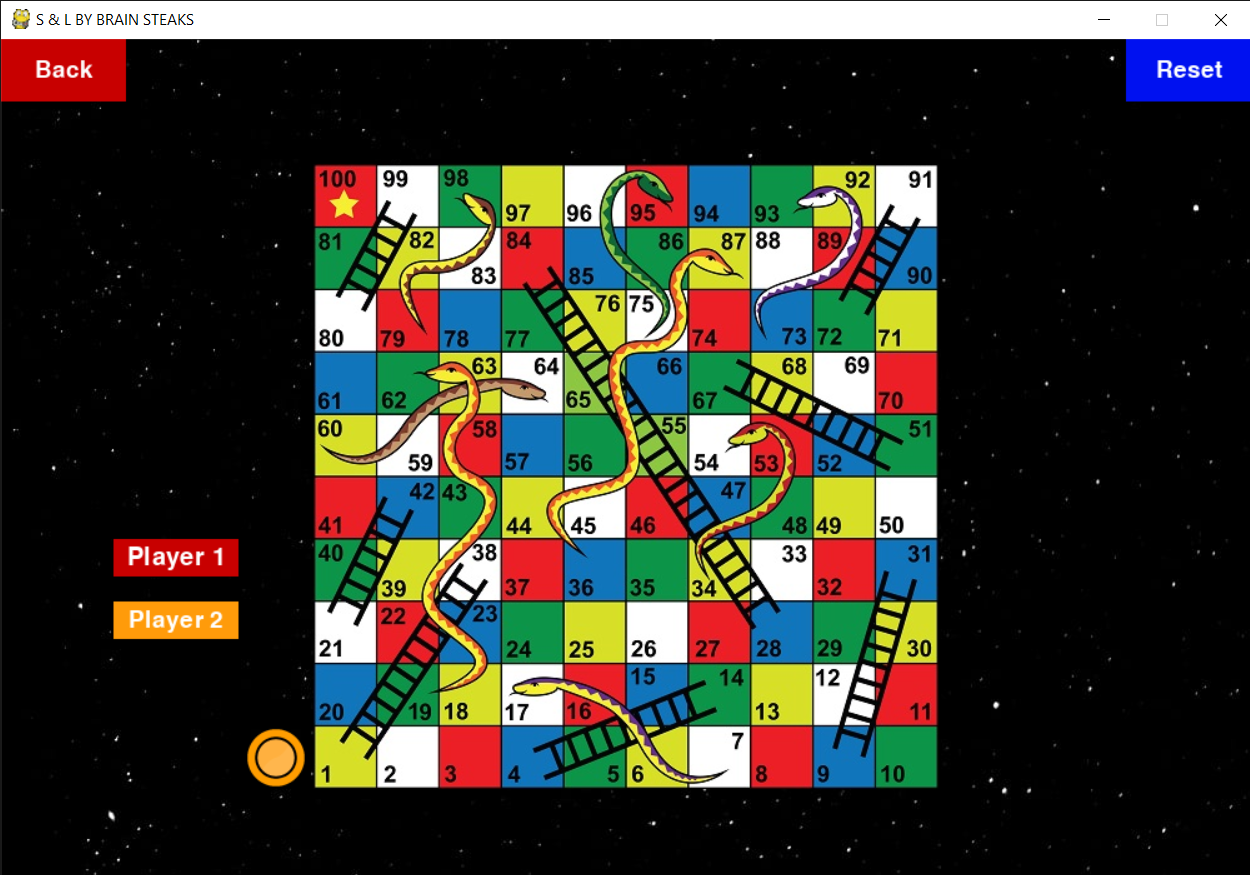 S & L BY BRAIN STEAKS
Back
Reset
100 99 98 97 96 95 94 93 92 91
81 82 83 84 85 86 87 88 89 90
80 79 78 77 76 75 74 73 72 71
61 62 63 64 65 66 67 68 69 70
60 59 58 57 56 55 54 53 52 51
41 42 43 44 45 46 47 48 49 50
40 39 38 37 36 35 34 33 32 31
21 22 23 24 25 26 27 28 29 30
20 19 18 17 16 15 14 13 12 11
1 2 3 4 5 6 7 8 9 10
Player 1
Player 2